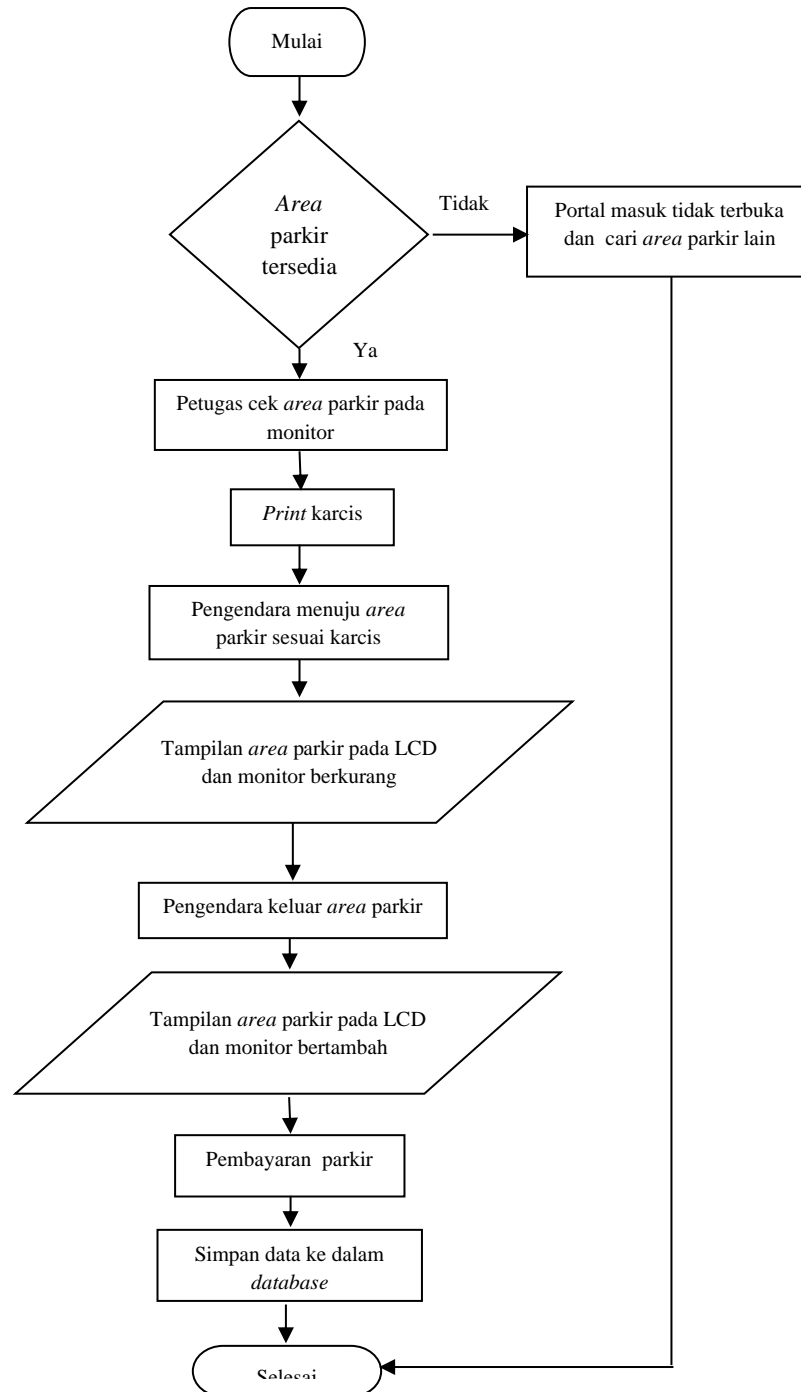 Mulai
Area
parkir
tersedia
Tidak
Portal masuk tidak terbuka
dan cari area parkir lain
Ya
Petugas cek area parkir pada
monitor
Print karcis
Pengendara menuju area
parkir sesuai karcis
Tampilan area parkir pada LCD
dan monitor berkurang
Pengendara keluar area parkir
Tampilan area parkir pada LCD
dan monitor bertambah
Pembayaran parkir
Simpan data ke dalam
database
Selesai